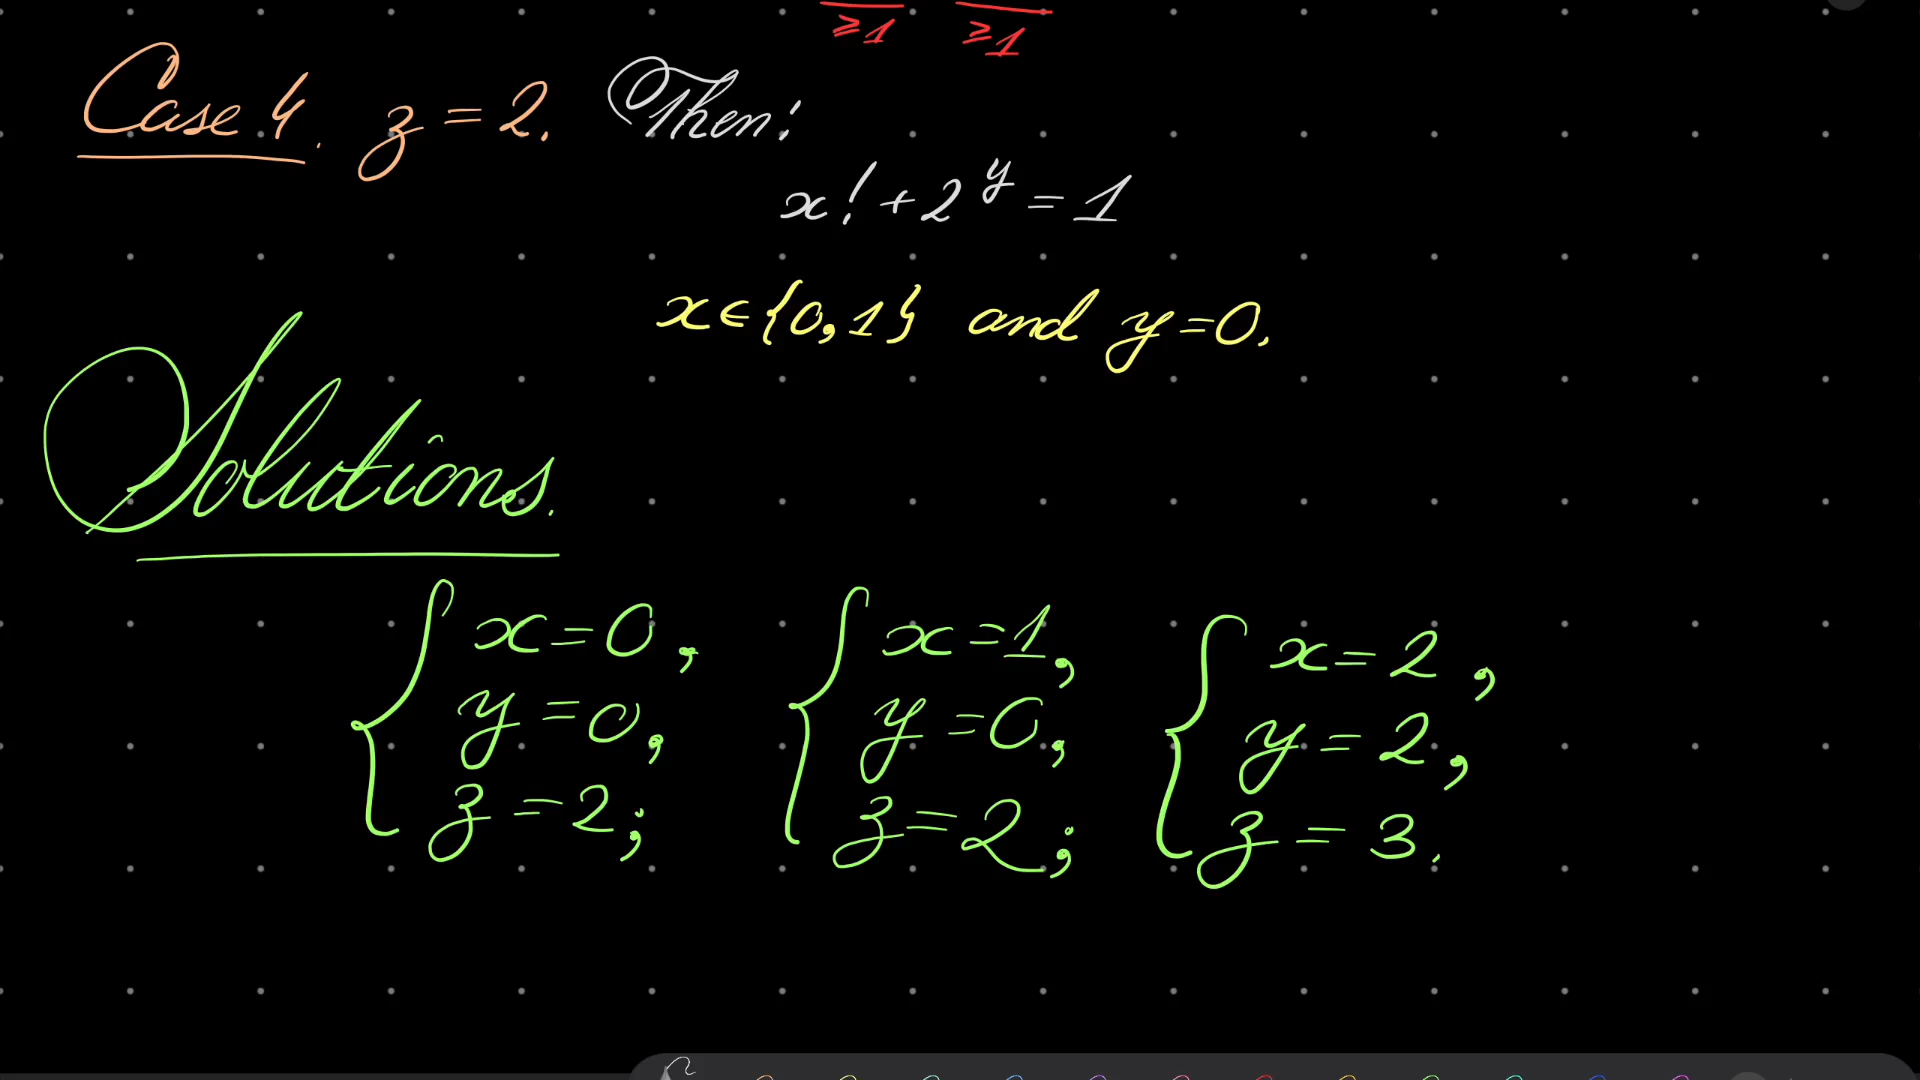 ≥1 ≥1
Case 4. z = 2. Then:
x! + 2^y = 1
x ∈ {0, 1} and y = 0.
Solutions.
{ x = 0, { x = 1, { x = 2,
y = 0, y = 0, y = 2,
z = 2; z = 2; z = 3.